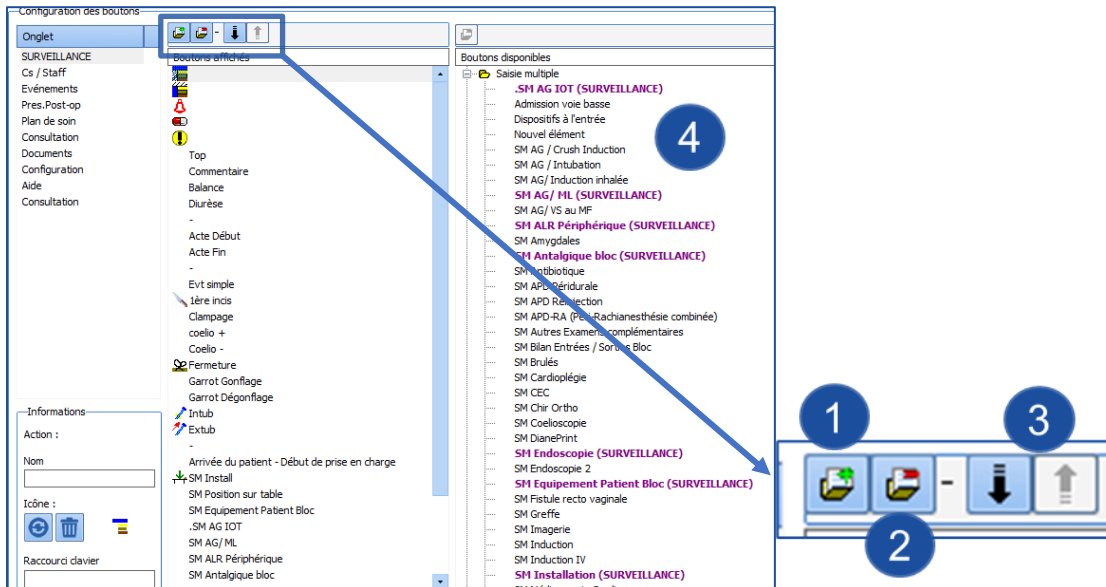 Configuration des boutons
Onglet
SURVEILLANCE
Cs / Staff
Evénements
Pres.Post-op
Plan de soin
Consultation
Documents
Configuration
Aide
Consultation
Informations
Action :
Nom
Icône :
Raccourci clavier
-
Boutons affichés
Top
Commentaire
Balance
Diurèse
-
Acte Début
Acte Fin
-
Evt simple
1ère incis
Clampage
coelio +
Coelio -
Fermeture
Garrot Gonflage
Garrot Dégonflage
Intub
Extub
-
Arrivée du patient - Début de prise en charge
SM Install
SM Position sur table
SM Equipement Patient Bloc
.SM AG IOT
SM AG/ ML
SM ALR Périphérique
SM Antalgique bloc
Boutons disponibles
Saisie multiple
.SM AG IOT (SURVEILLANCE)
Admission voie basse
Dispositifs à l'entrée
Nouvel élément
SM AG / Crush Induction
SM AG / Intubation
SM AG/ Induction inhalée
SM AG/ ML (SURVEILLANCE)
SM AG/ VS au MF
SM ALR Périphérique (SURVEILLANCE)
SM Amygdales
SM Antalgique bloc (SURVEILLANCE)
SM Antibiotique
SM APD Péridurale
SM APD Réinjection
SM APD-RA (Péri-Rachianesthésie combinée)
SM Autres Examens complémentaires
SM Bilan Entrées / Sorties Bloc
SM Brulés
SM Cardioplégie
SM CEC
SM Chir Ortho
SM Coelioscopie
SM DianePrint
SM Endoscopie (SURVEILLANCE)
SM Endoscopie 2
SM Equipement Patient Bloc (SURVEILLANCE)
SM Fistule recto vaginale
SM Greffe
SM Imagerie
SM Induction
SM Induction IV
SM Installation (SURVEILLANCE)
4
1
3
-
2